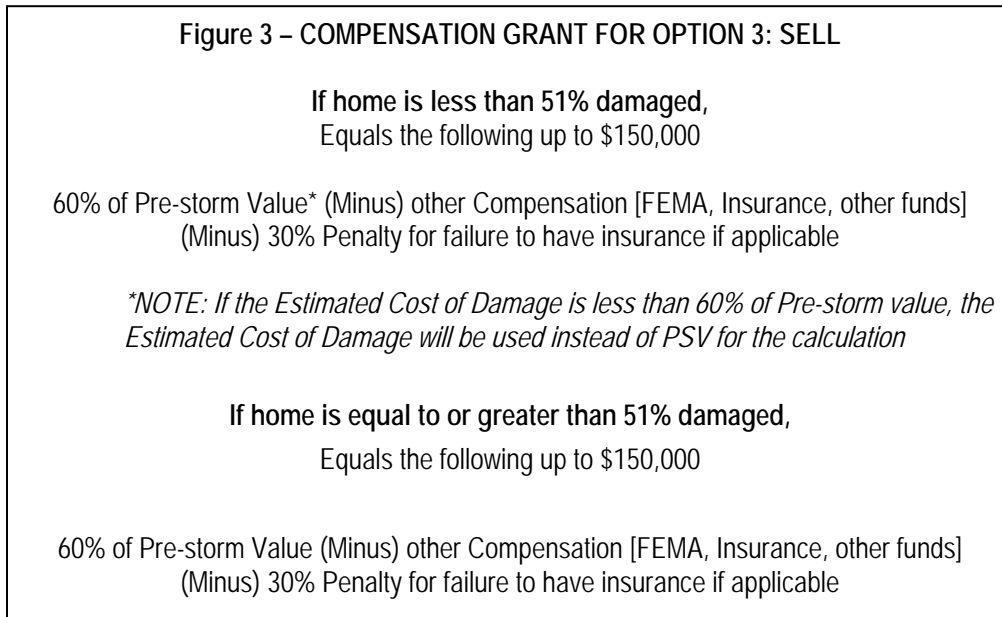 Figure 3 – COMPENSATION GRANT FOR OPTION 3: SELL
If home is less than 51% damaged,
Equals the following up to $150,000
60% of Pre-storm Value* (Minus) other Compensation [FEMA, Insurance, other funds]
(Minus) 30% Penalty for failure to have insurance if applicable
*NOTE: If the Estimated Cost of Damage is less than 60% of Pre-storm value, the
Estimated Cost of Damage will be used instead of PSV for the calculation
If home is equal to or greater than 51% damaged,
Equals the following up to $150,000
60% of Pre-storm Value (Minus) other Compensation [FEMA, Insurance, other funds]
(Minus) 30% Penalty for failure to have insurance if applicable